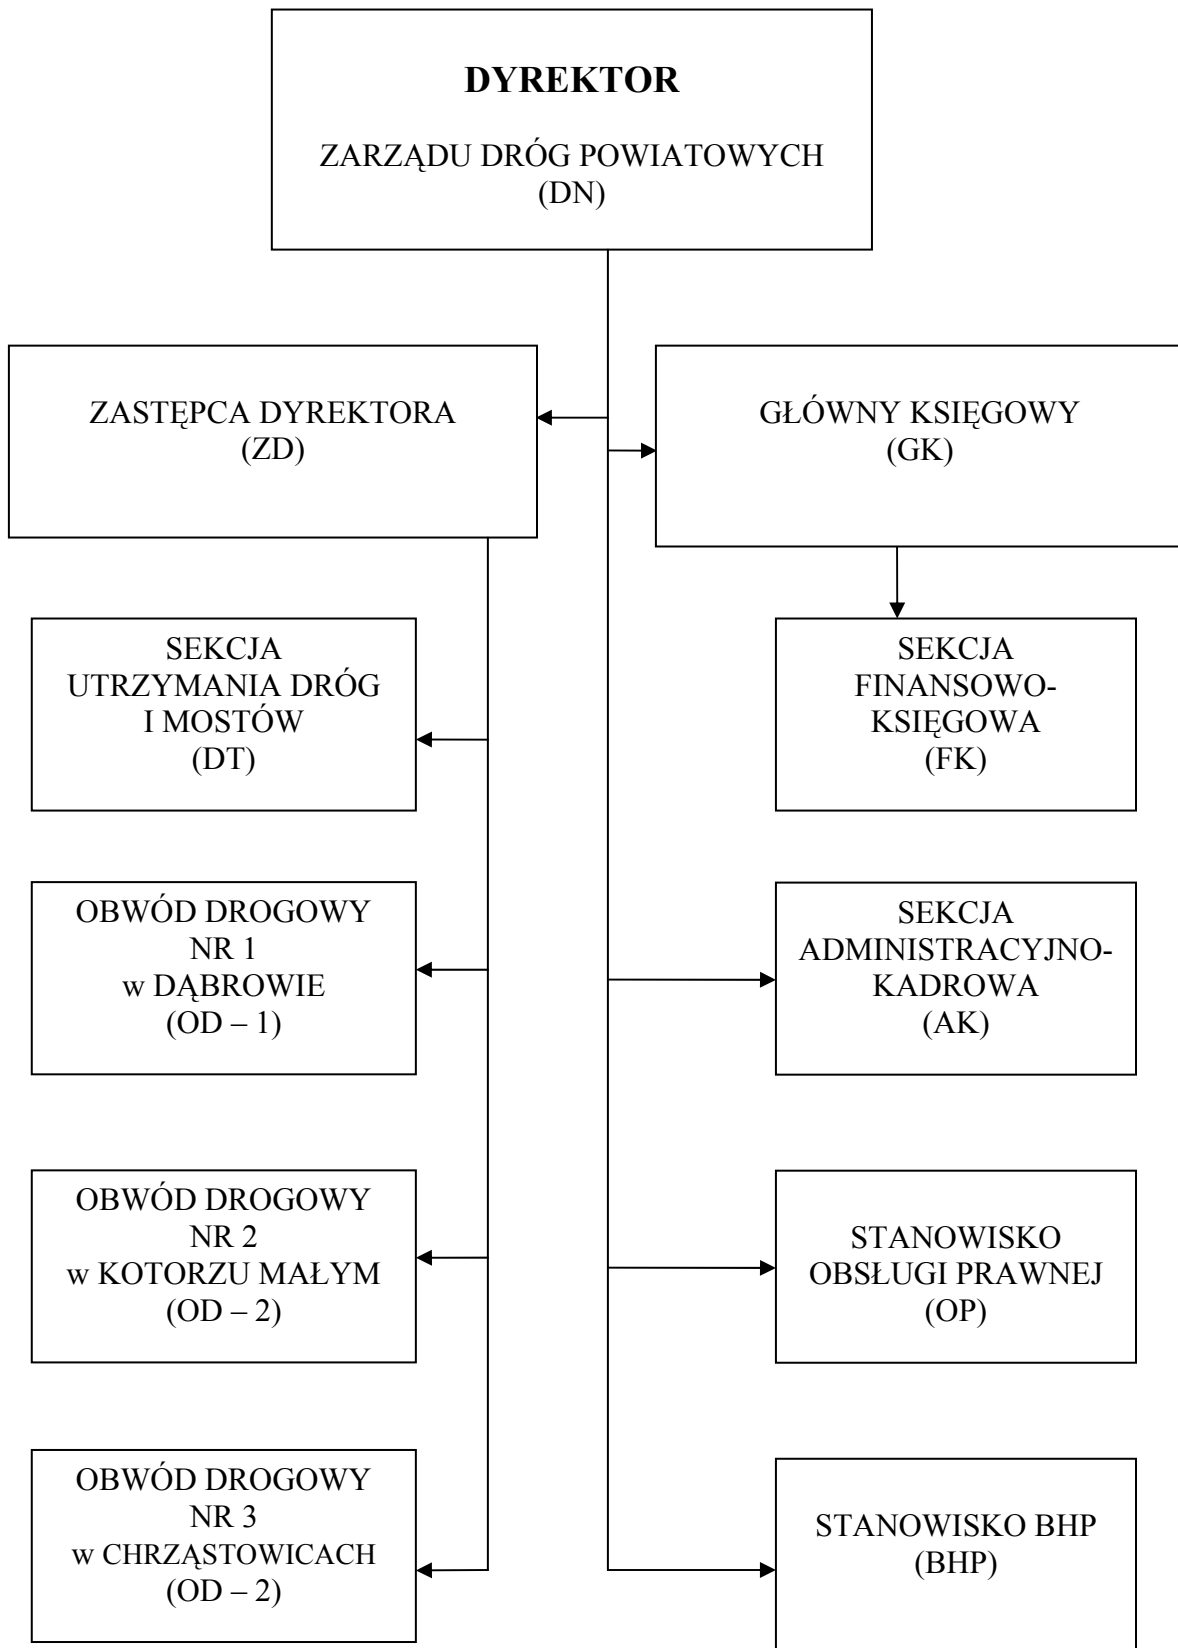 DYREKTOR
ZARZĄDU DRÓG POWIATOWYCH
(DN)
ZASTĘPCA DYREKTORA
(ZD)
GŁÓWNY KSIĘGOWY
(GK)
SEKCJA
UTRZYMANIA DRÓG
I MOSTÓW
(DT)
SEKCJA
FINANSOWO-
KSIĘGOWA
(FK)
OBWÓD DROGOWY
NR 1
w DĄBROWIE
(OD – 1)
SEKCJA
ADMINISTRACYJNO-
KADROWA
(AK)
OBWÓD DROGOWY
NR 2
w KOTORZU MAŁYM
(OD – 2)
STANOWISKO
OBSŁUGI PRAWNEJ
(OP)
OBWÓD DROGOWY
NR 3
w CHRZĄSTOWICACH
(OD – 2)
STANOWISKO BHP
(BHP)